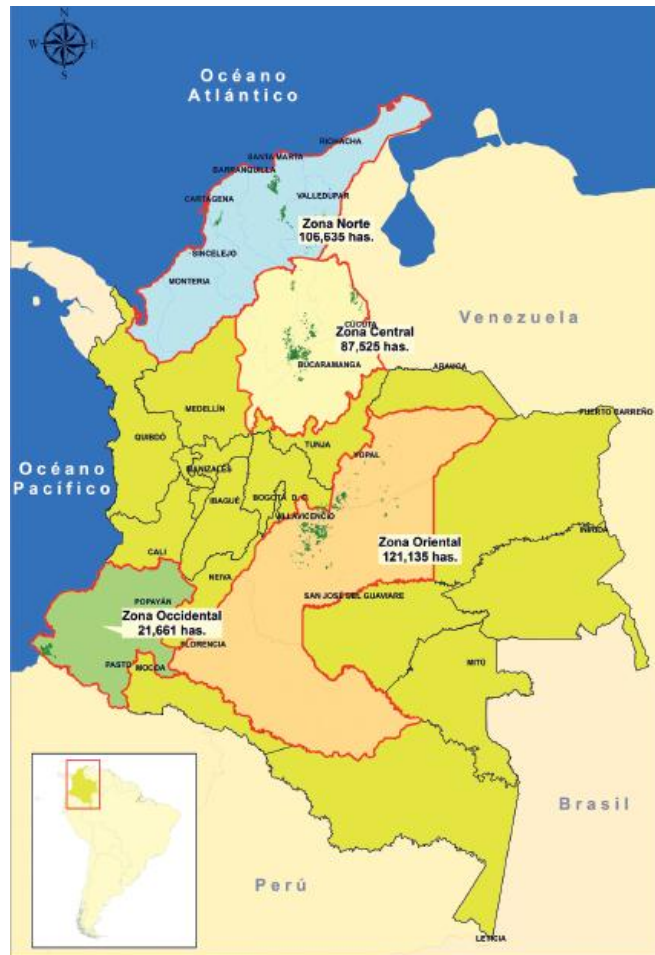 N
W E
S
Océano
Atlántico
RIOHACHA
SANTA MARTA
BARRANQUILLA
CARTAGENA
VALLEDUPAR
Zona Norte
106,635 has.
SINCELEJO
MONTERIA
CÚCUTA
Zona Central
87,525 has.
BUCARAMANGA
Venezuela
ARAUCA
MEDELLÍN
PUERTO CARREÑO
QUIBDÓ
TUNJA
YOPAL
Océano
Pacífico
MANIZALES
IBAGUÉ
BOGOTÁ D. C.
VILLAVICENCIO
INIRIDA
CALI
Zona Oriental
121,135 has.
NEIVA
SAN JOSÉ DEL GUAVIARE
POPAYÁN
Zona Occidental
21,661 has.
FLORENCIA
PASTO
MOCOA
MITÚ
Brasil
Perú
LETICIA